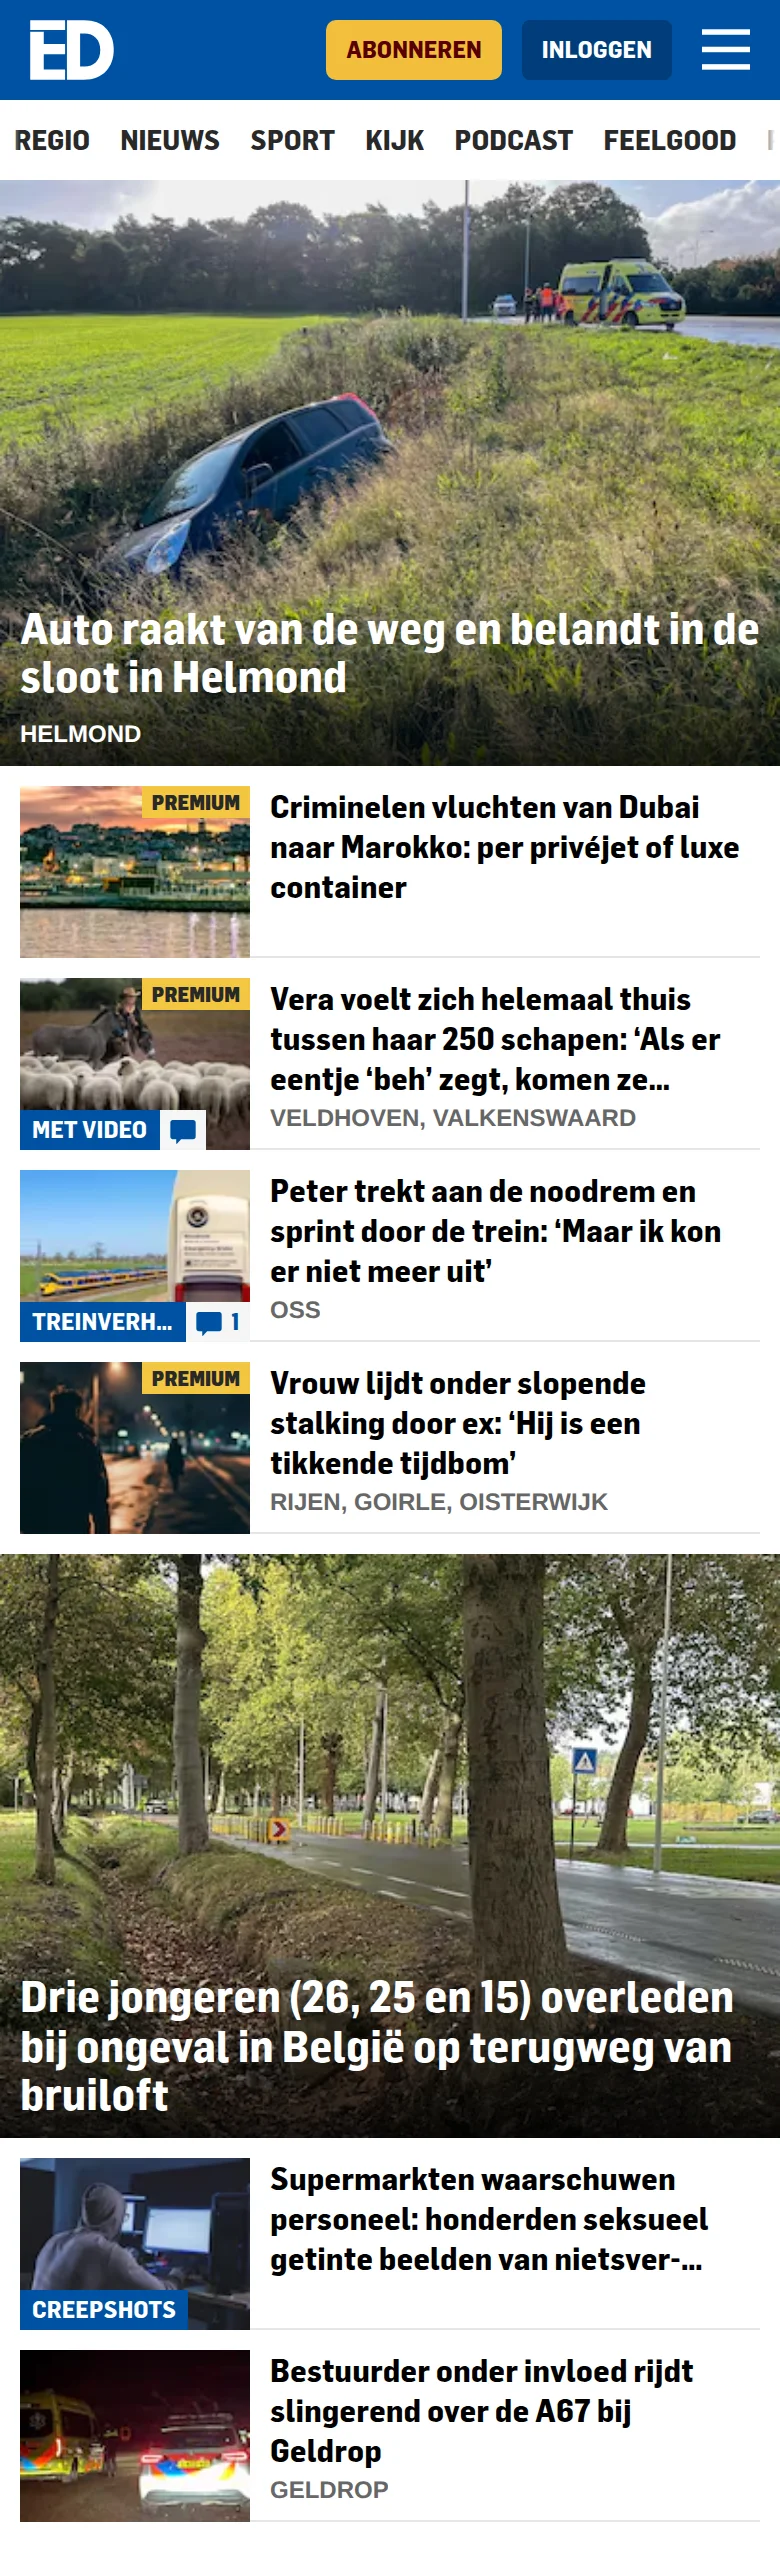 ED
ABONNEREN
INLOGGEN
REGIO NIEUWS SPORT KIJK PODCAST FEELGOOD
Auto raakt van de weg en belandt in de
sloot in Helmond
HELMOND
PREMIUM
Criminelen vluchten van Dubai
naar Marokko: per privéjet of luxe
container
PREMIUM
MET VIDEO
Vera voelt zich helemaal thuis
tussen haar 250 schapen: ‘Als er
eentje ‘beh’ zegt, komen ze...
VELDHOVEN, VALKENSWAARD
TREINVERH...
1
Peter trekt aan de noodrem en
sprint door de trein: ‘Maar ik kon
er niet meer uit’
OSS
PREMIUM
Vrouw lijdt onder slopende
stalking door ex: ‘Hij is een
tikkende tijdbom’
RIJEN, GOIRLE, OISTERWIJK
Drie jongeren (26, 25 en 15) overleden
bij ongeval in België op terugweg van
bruiloft
CREEPSHOTS
Supermarkten waarschuwen
personeel: honderden seksueel
getinte beelden van nietsver-...
Bestuurder onder invloed rijdt
slingerend over de A67 bij
Geldrop
GELDROP